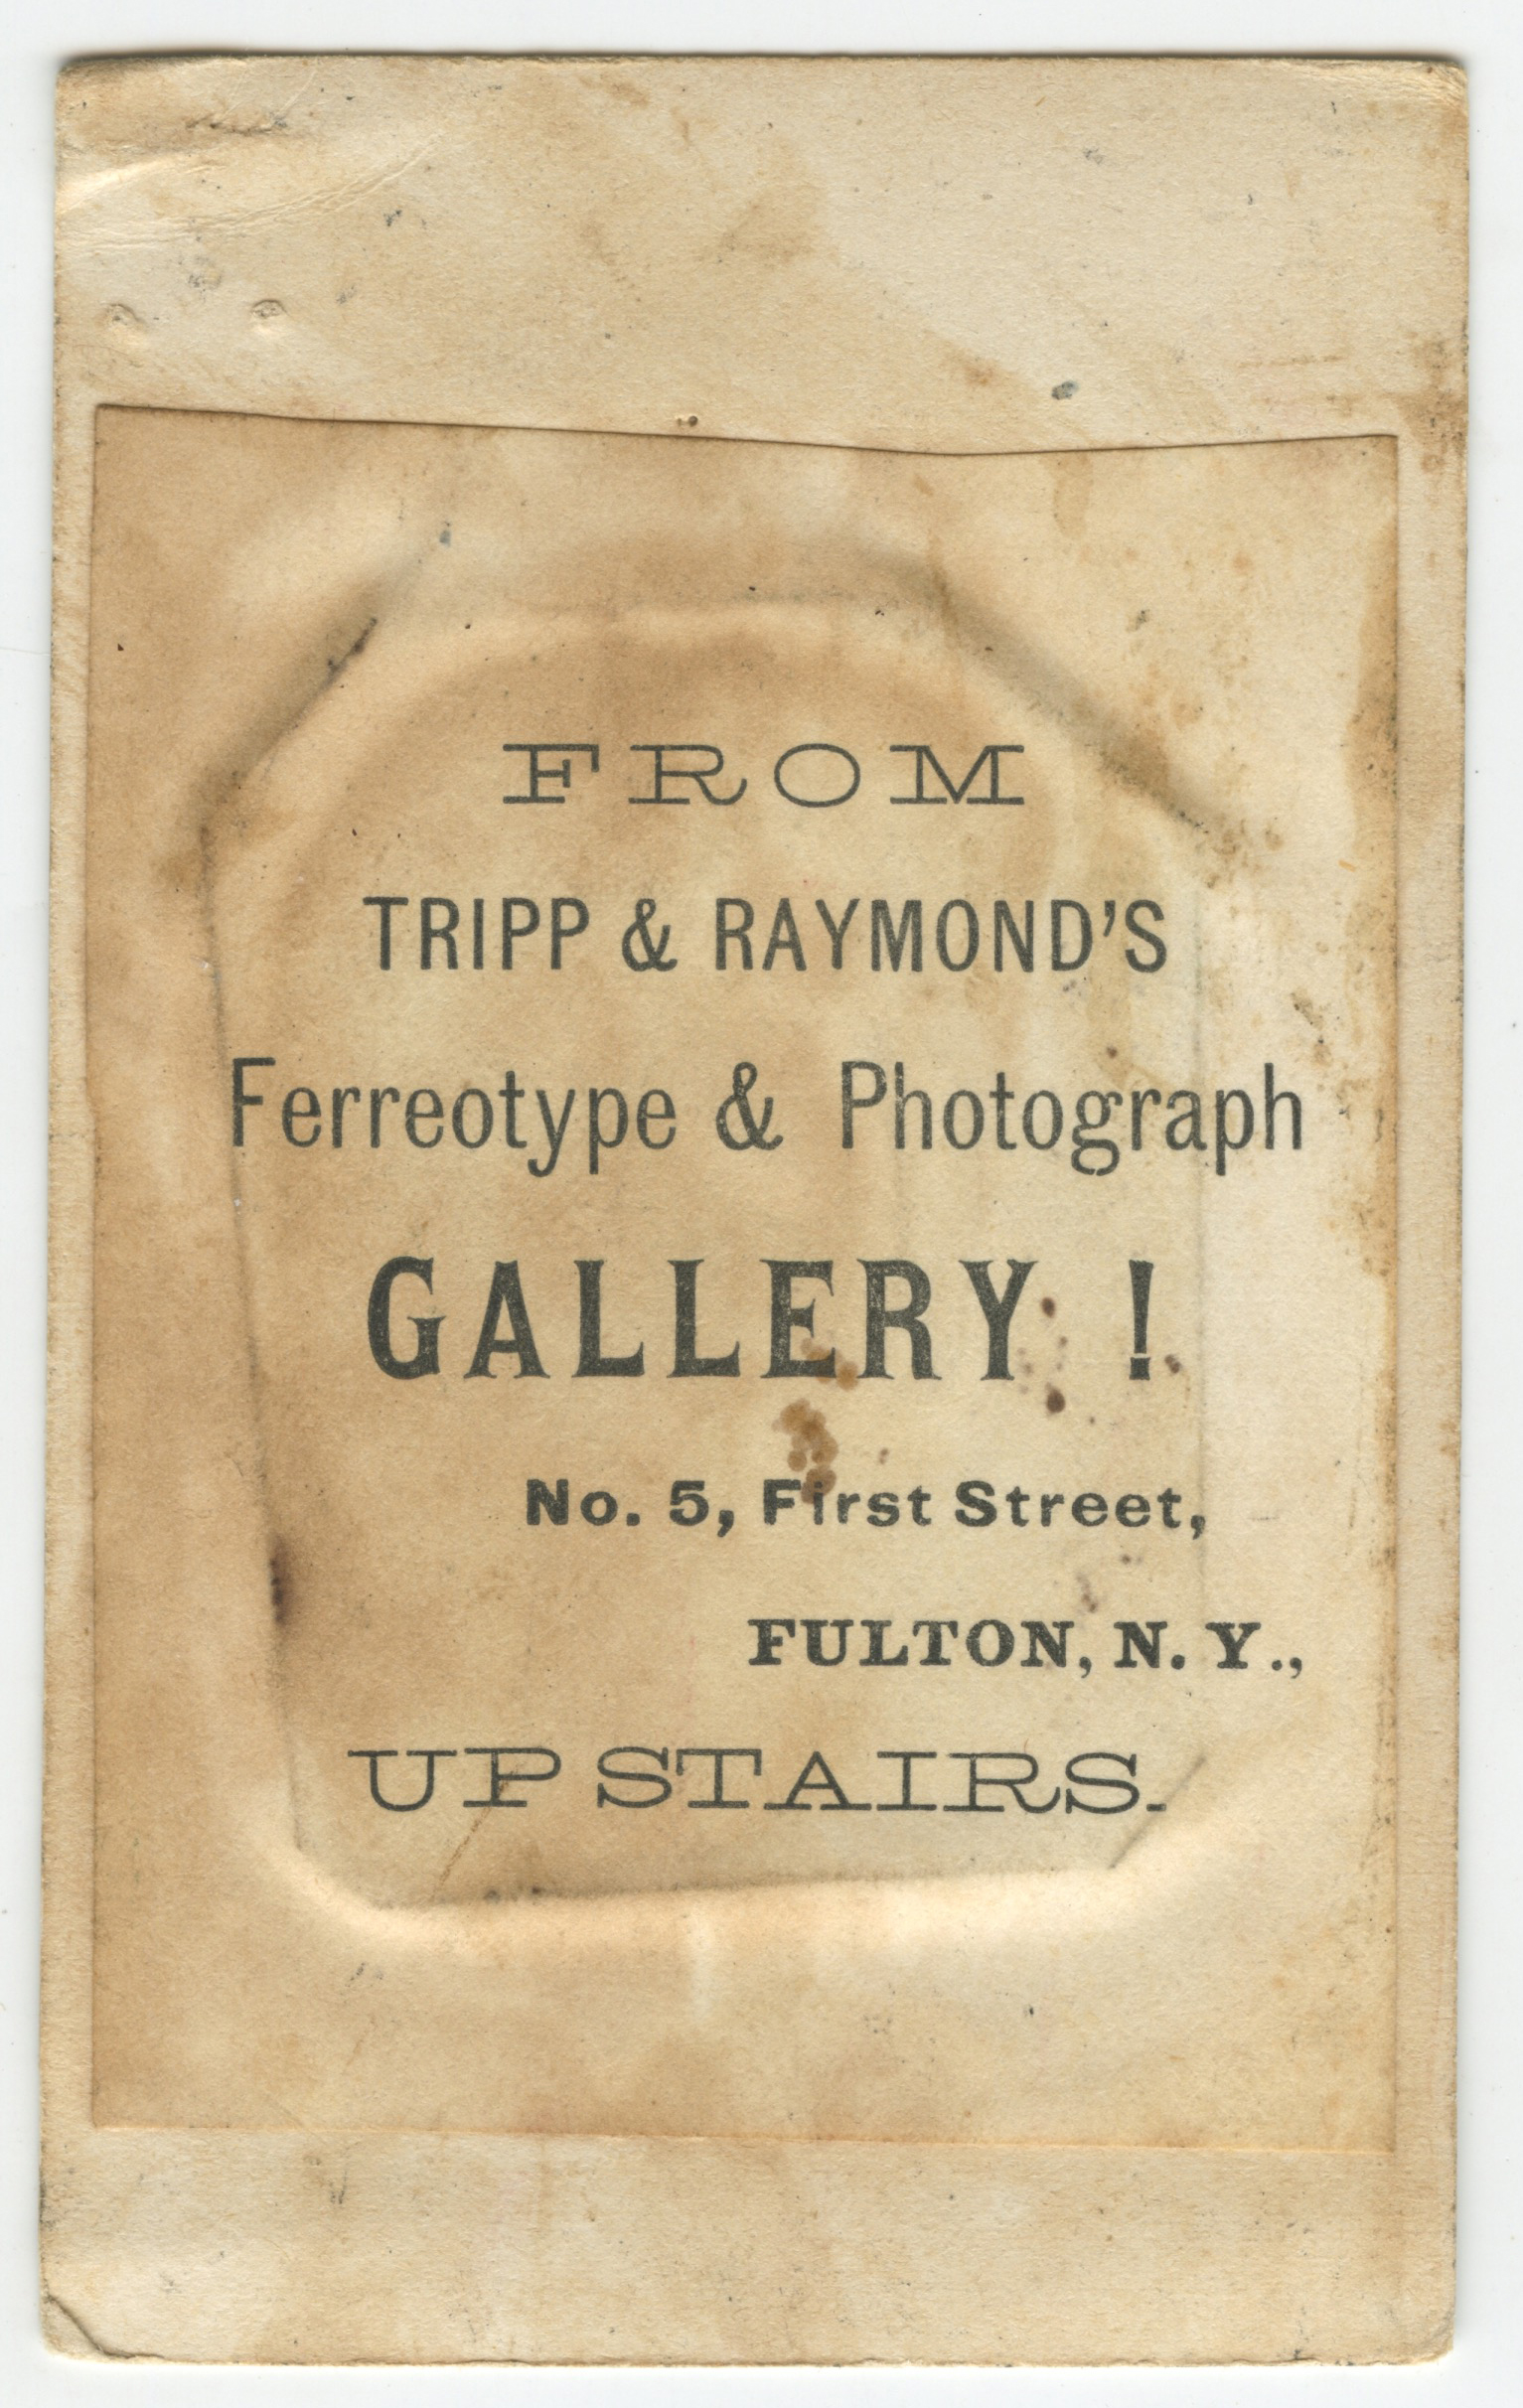 FROM
TRIPP & RAYMOND'S
Ferreotype & Photograph
GALLERY !
No. 5, First Street,
FULTON, N. Y.,
UP STAIRS.